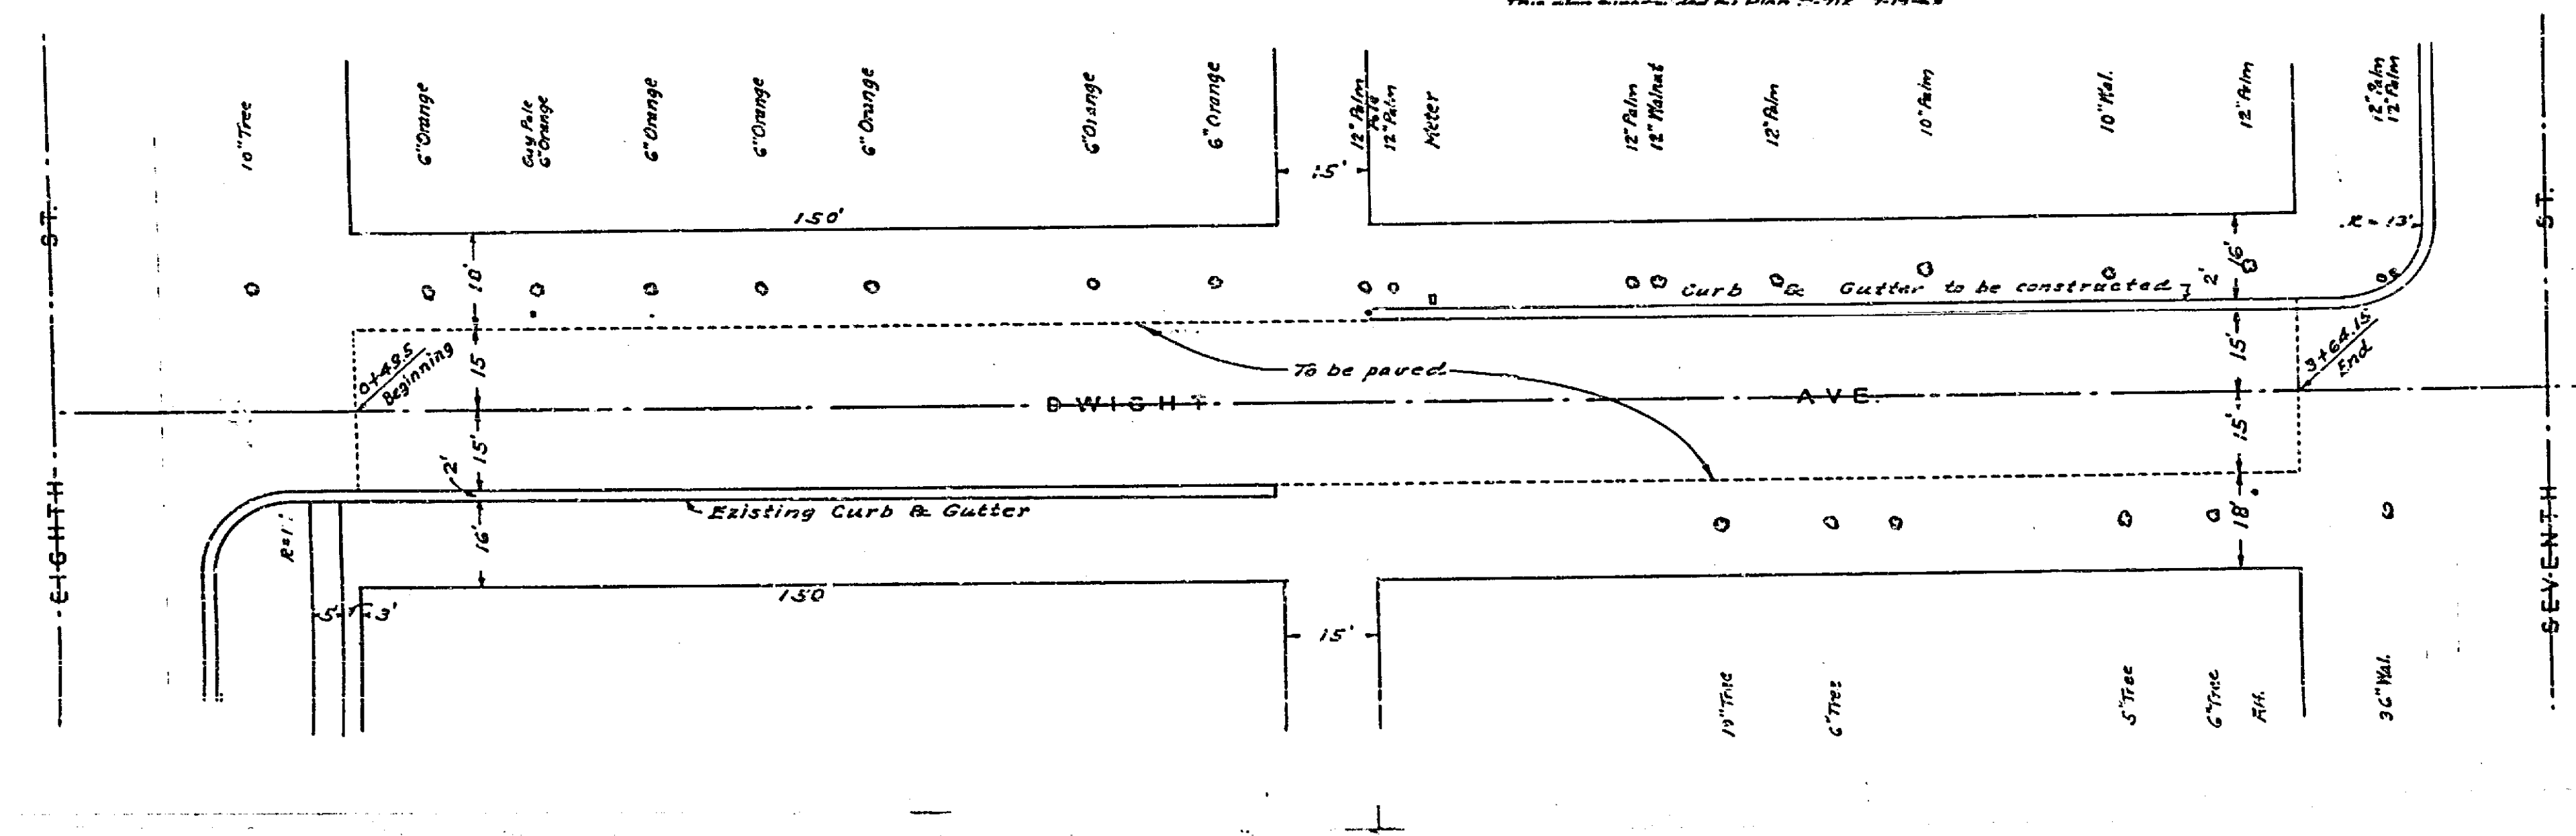 10" Tree
6" Orange
Guy Pole
6" Orange
6" Orange
6" Orange
6" Orange
6" Orange
6" Orange
12" Palm
Pole
12" Palm
Meter
12" Palm
12" Walnut
12" Palm
10" Palm
10" Wal.
12" Palm
12" Palm
12" Palm
EIGHTH ST.
SEVENTH ST.
150'
15'
R = 13'
10'
16'
2'
Curb & Gutter to be constructed
0+49.5
Beginning
15
15'
3+64.15
End
To be paved
DWIGHT AVE.
15'
15'
2'
Existing Curb & Gutter
16'
18'
5'
3'
150
15'
10" Tree
6" Tree
5" Tree
6" Tree
F.H.
36" Wal.